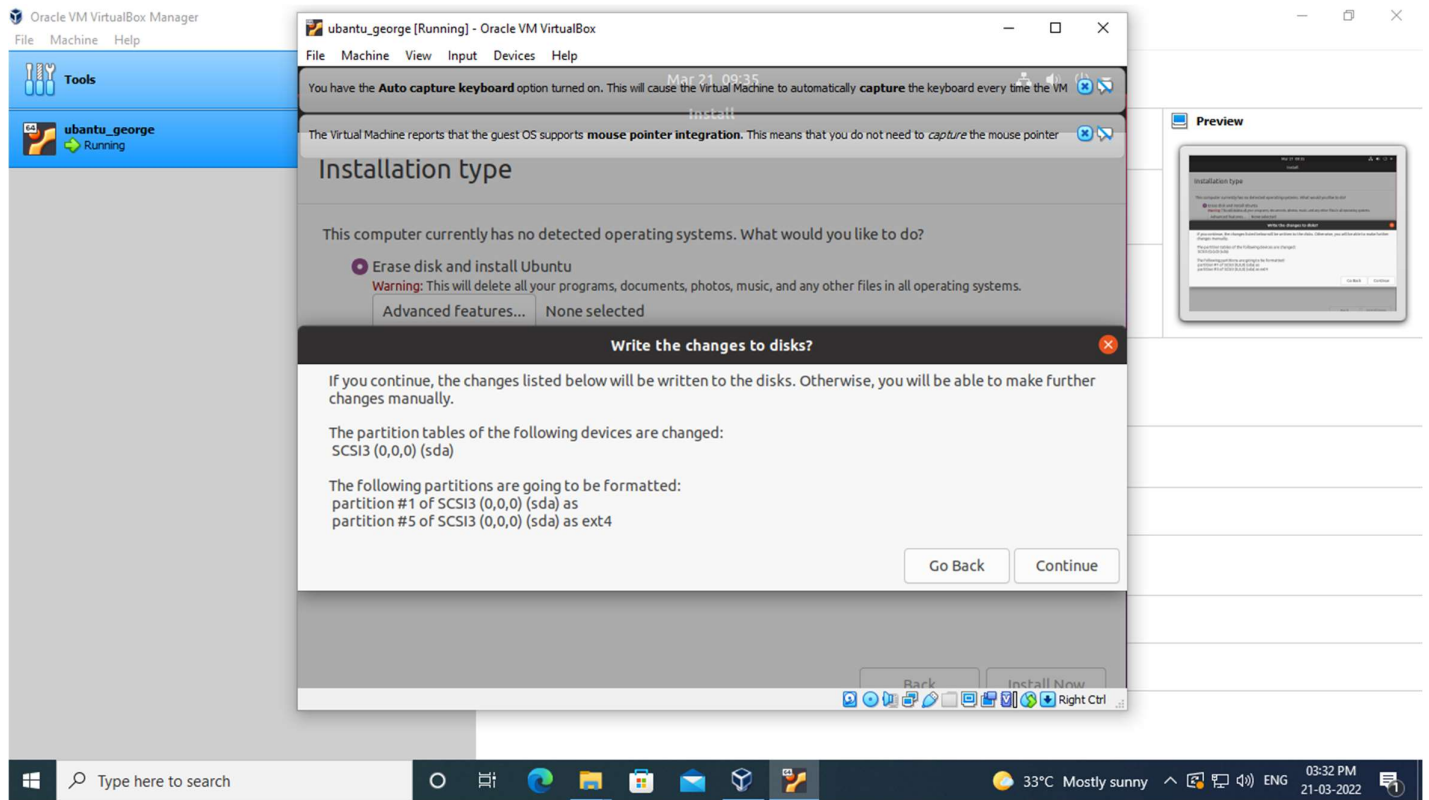 Oracle VM VirtualBox Manager
File Machine Help
Tools
ubantu_george
Running
ubantu_george [Running] - Oracle VM VirtualBox
File Machine View Input Devices Help
Mar 21 09:35
You have the Auto capture keyboard option turned on. This will cause the Virtual Machine to automatically capture the keyboard every time the VM
Install
The Virtual Machine reports that the guest OS supports mouse pointer integration. This means that you do not need to capture the mouse pointer
Installation type
This computer currently has no detected operating systems. What would you like to do?
Erase disk and install Ubuntu
Warning: This will delete all your programs, documents, photos, music, and any other files in all operating systems.
Advanced features... None selected
Write the changes to disks?
If you continue, the changes listed below will be written to the disks. Otherwise, you will be able to make further
changes manually.
The partition tables of the following devices are changed:
SCSI3 (0,0,0) (sda)
The following partitions are going to be formatted:
partition #1 of SCSI3 (0,0,0) (sda) as
partition #5 of SCSI3 (0,0,0) (sda) as ext4
Go Back Continue
Back Install Now
Right Ctrl
Preview
Installation type
Write the changes to disks?
Go Back Continue
Type here to search
33°C Mostly sunny
ENG
03:32 PM
21-03-2022
1